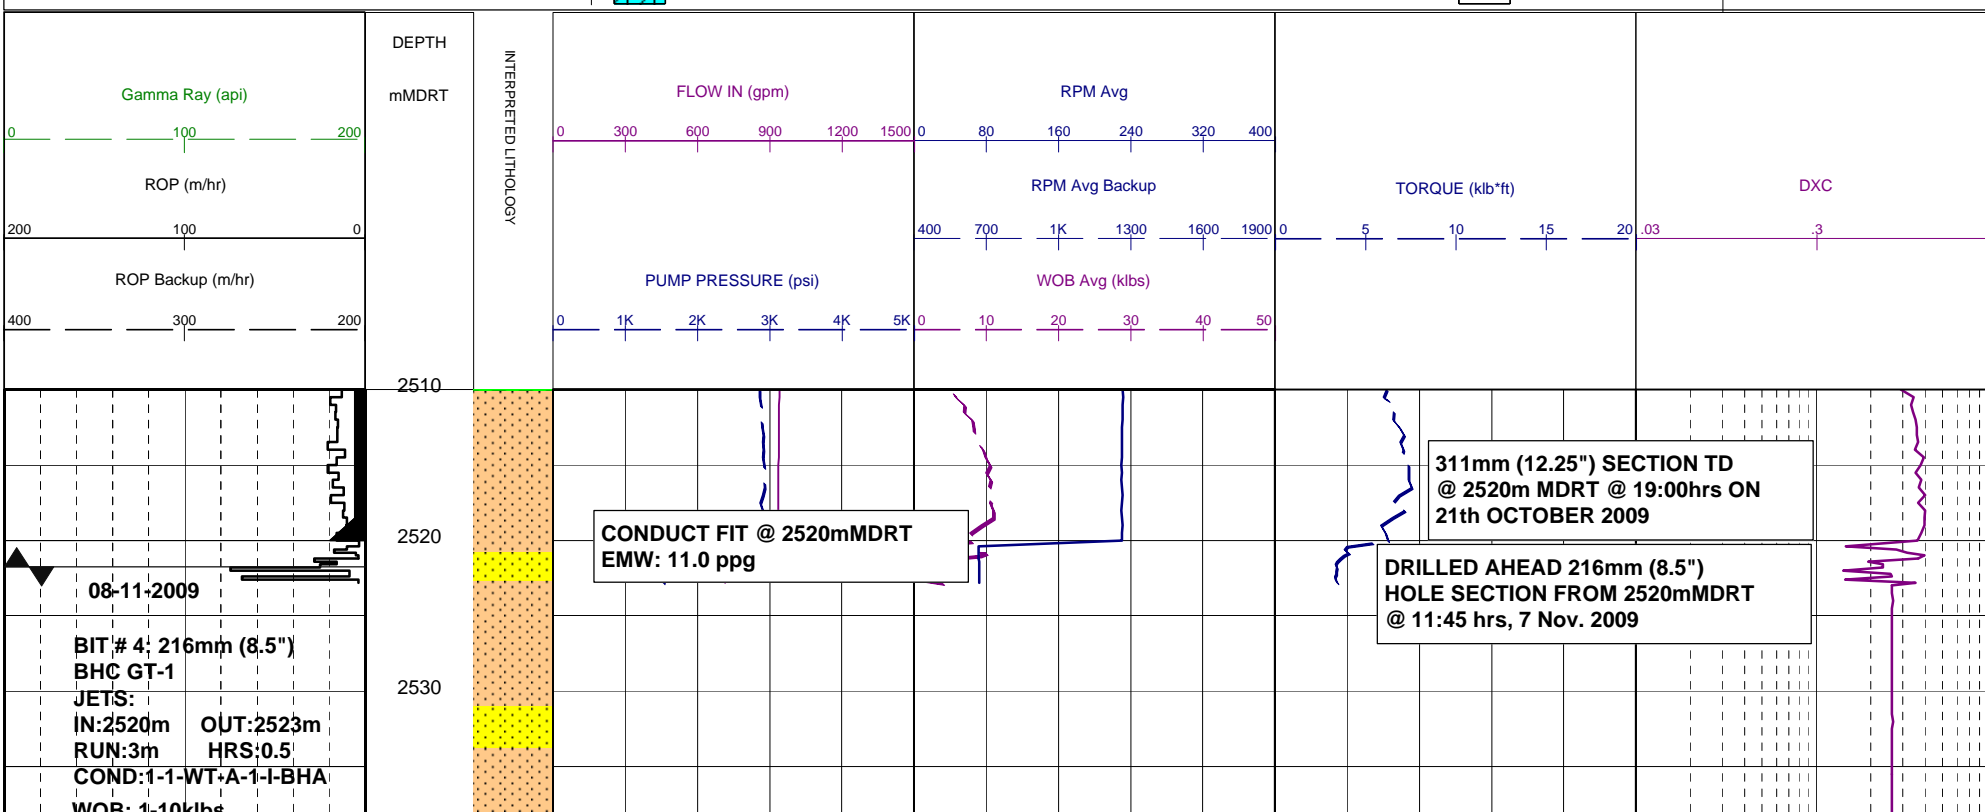 DEPTH
mMDRT
INTERPRETED LITHOLOGY
Gamma Ray (api)
0 100 200
ROP (m/hr)
200 100 0
ROP Backup (m/hr)
400 300 200
FLOW IN (gpm)
0 300 600 900 1200 1500
PUMP PRESSURE (psi)
0 1K 2K 3K 4K 5K
RPM Avg
0 80 160 240 320 400
RPM Avg Backup
400 700 1K 1300 1600 1900
WOB Avg (klbs)
0 10 20 30 40 50
TORQUE (klb*ft)
0 5 10 15 20
DXC
.03 .3
2510
2520
2530
311mm (12.25") SECTION TD
@ 2520m MDRT @ 19:00hrs ON
21th OCTOBER 2009
CONDUCT FIT @ 2520mMDRT
EMW: 11.0 ppg
DRILLED AHEAD 216mm (8.5")
HOLE SECTION FROM 2520mMDRT
@ 11:45 hrs, 7 Nov. 2009
08-11-2009
BIT # 4: 216mm (8.5")
BHC GT-1
JETS:
IN:2520m OUT:2523m
RUN:3m HRS:0.5
COND:1-1-WT-A-1-I-BHA
WOB: 1-10klbs